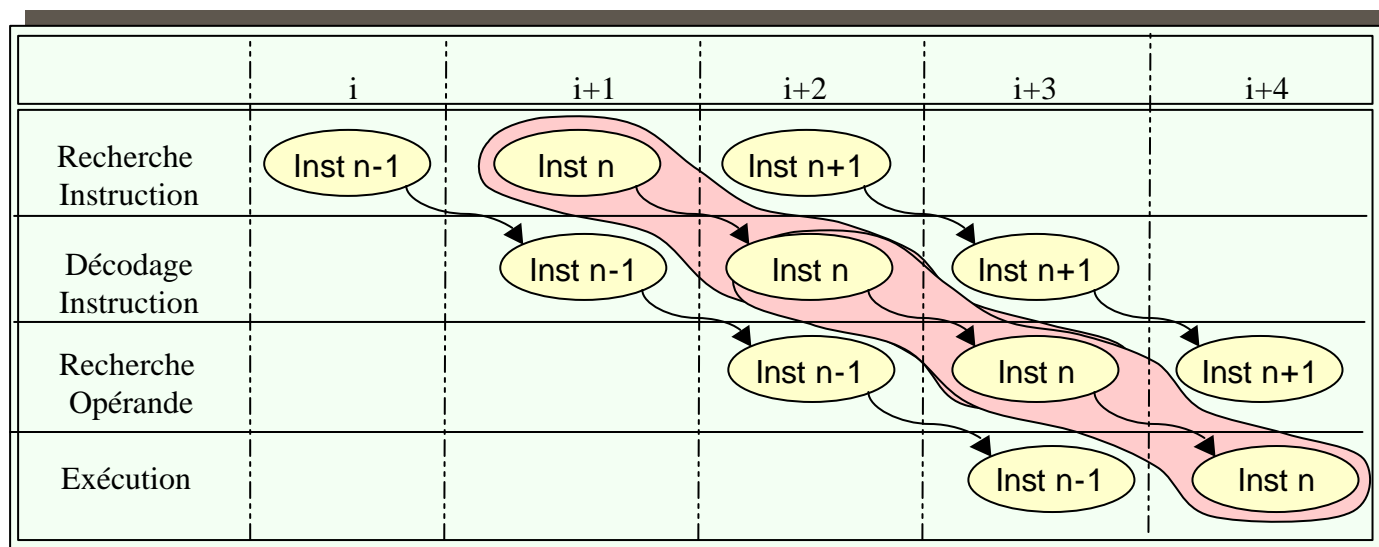 i i+1 i+2 i+3 i+4
Recherche
Instruction
Inst n-1 Inst n Inst n+1
Décodage
Instruction
Inst n-1 Inst n Inst n+1
Recherche
Opérande
Inst n-1 Inst n Inst n+1
Exécution
Inst n-1 Inst n